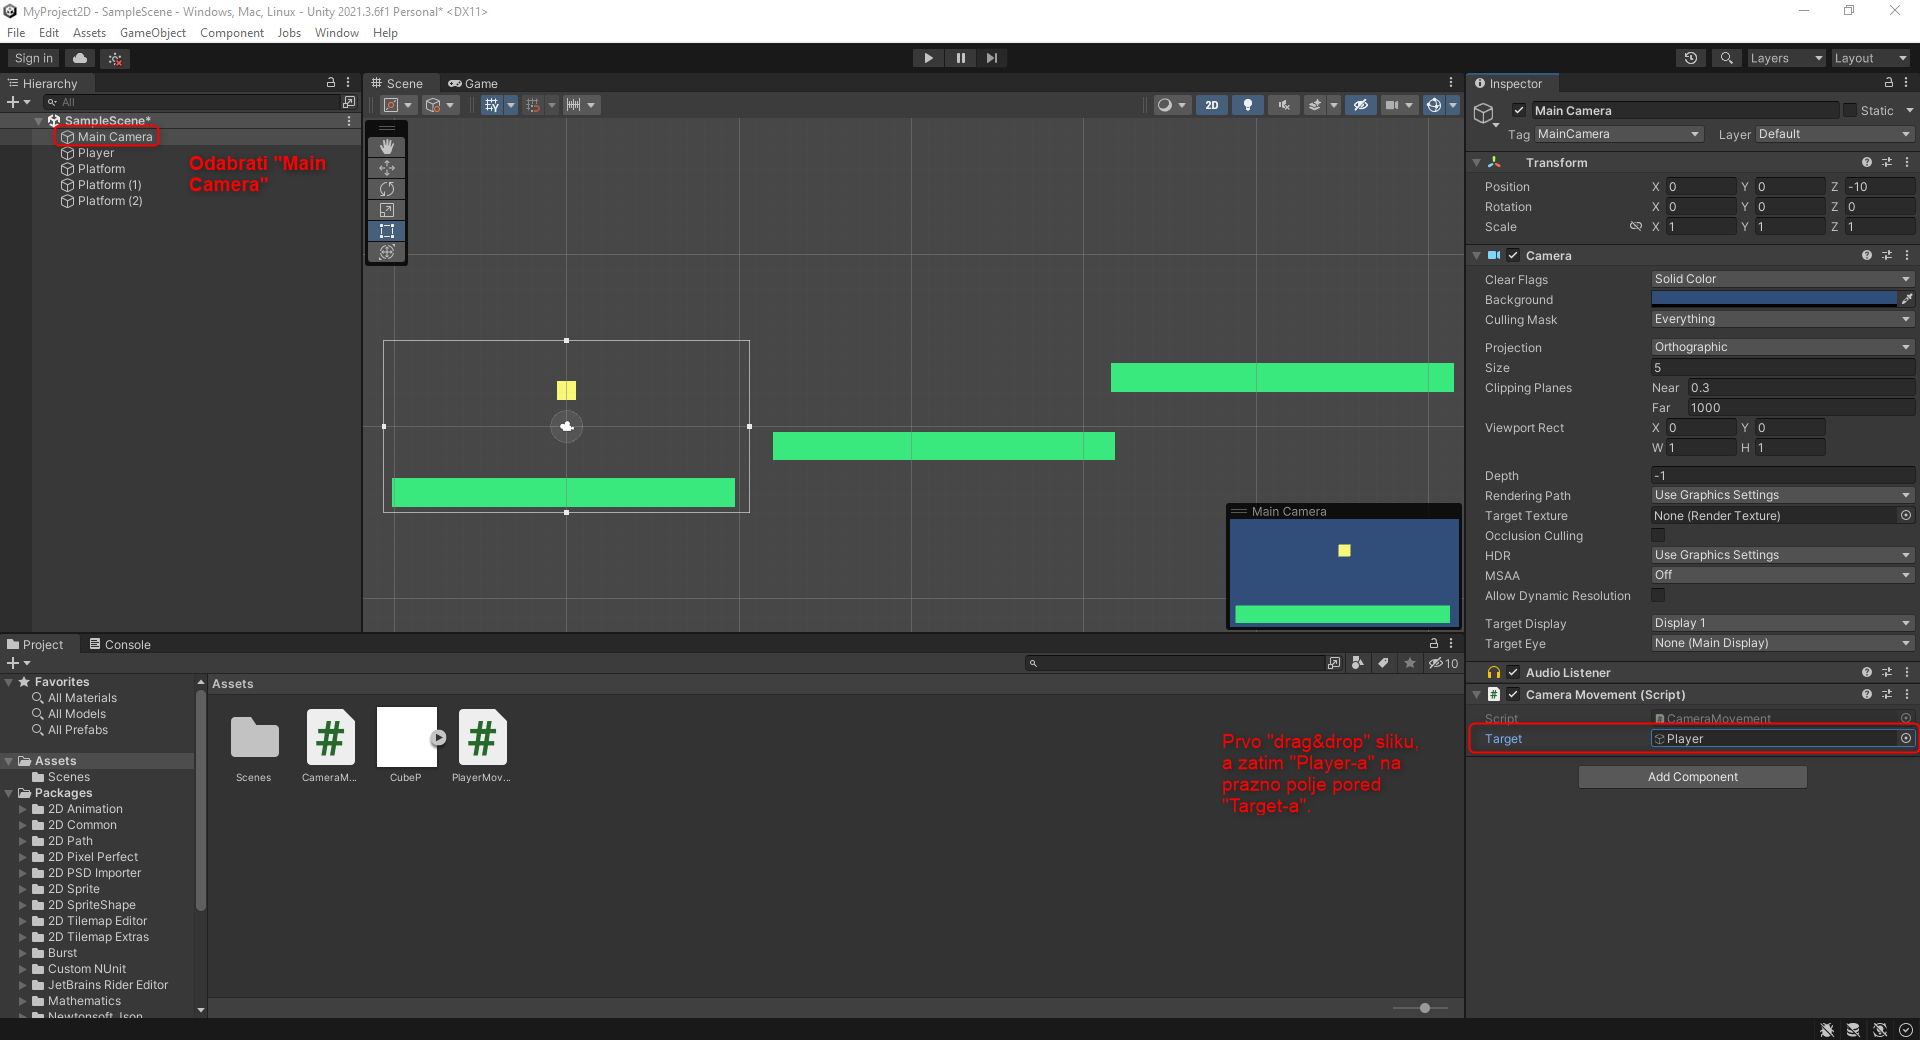 MyProject2D - SampleScene - Windows, Mac, Linux - Unity 2021.3.6f1 Personal* <DX11>
File Edit Assets GameObject Component Jobs Window Help
Sign in
Layers
Layout
Hierarchy
All
SampleScene*
Main Camera
Player
Platform
Platform (1)
Platform (2)
Odabrati "Main
Camera"
Scene
Game
2D
Main Camera
Inspector
Main Camera
Static
Tag MainCamera Layer Default
Transform
Position X 0 Y 0 Z -10
Rotation X 0 Y 0 Z 0
Scale X 1 Y 1 Z 1
Camera
Clear Flags Solid Color
Background
Culling Mask Everything
Projection Orthographic
Size 5
Clipping Planes Near 0.3
Far 1000
Viewport Rect X 0 Y 0
W 1 H 1
Depth -1
Rendering Path Use Graphics Settings
Target Texture None (Render Texture)
Occlusion Culling
HDR Use Graphics Settings
MSAA Off
Allow Dynamic Resolution
Target Display Display 1
Target Eye None (Main Display)
Audio Listener
# Camera Movement (Script)
Script CameraMovement
Target Player
Add Component
Project
Console
10
Favorites
All Materials
All Models
All Prefabs
Assets
Scenes
Packages
2D Animation
2D Common
2D Path
2D Pixel Perfect
2D PSD Importer
2D Sprite
2D SpriteShape
2D Tilemap Editor
2D Tilemap Extras
Burst
Custom NUnit
JetBrains Rider Editor
Mathematics
Newtonsoft Json
Assets
# #
Scenes CameraM... CubeP PlayerMov...
Prvo "drag&drop" sliku,
a zatim "Player-a" na
prazno polje pored
"Target-a".